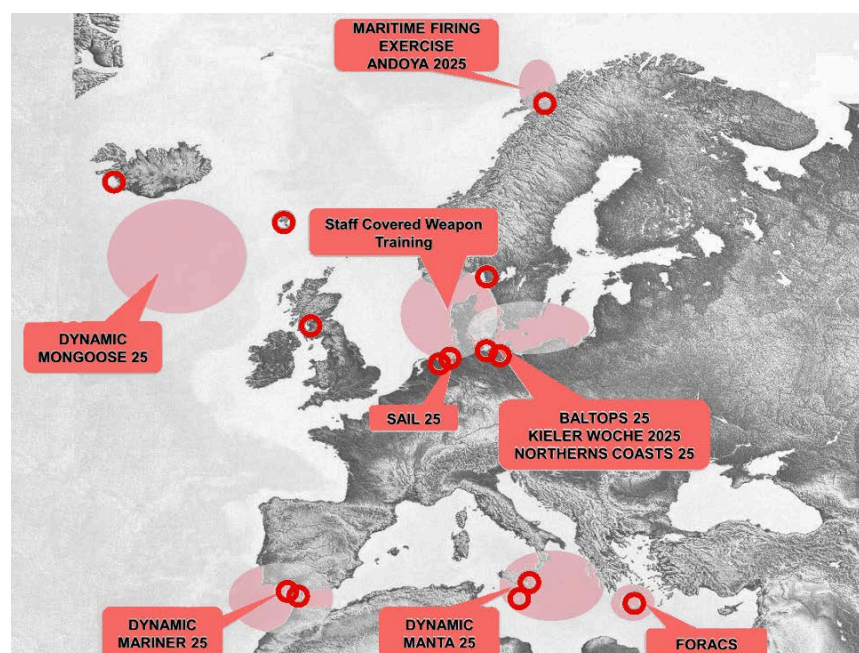 MARITIME FIRING
EXERCISE
ANDOYA 2025
Staff Covered Weapon
Training
DYNAMIC
MONGOOSE 25
SAIL 25
BALTOPS 25
KIELER WOCHE 2025
NORTHERNS COASTS 25
DYNAMIC
MARINER 25
DYNAMIC
MANTA 25
FORACS